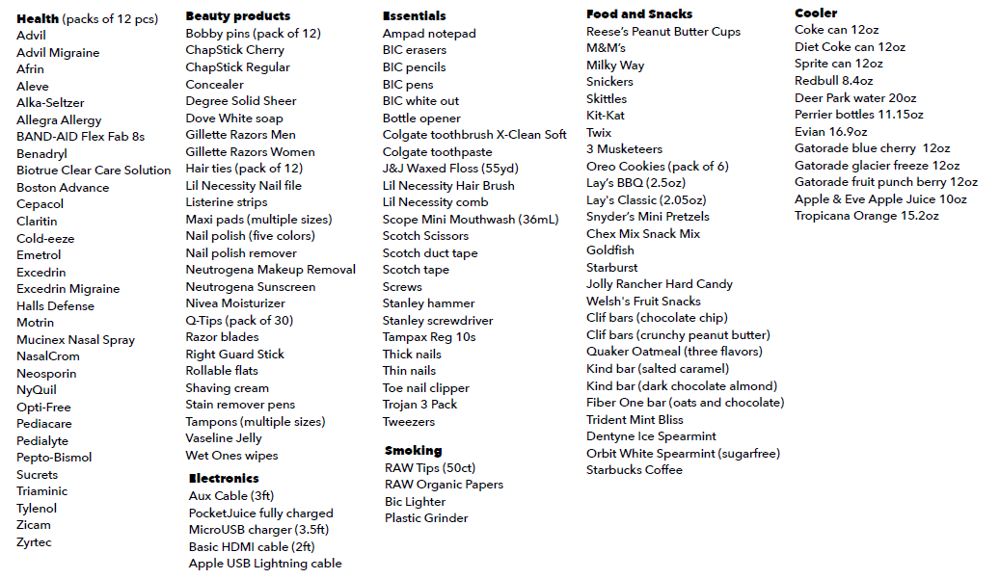 Health (packs of 12 pcs)
Advil
Advil Migraine
Afrin
Aleve
Alka-Seltzer
Allegra Allergy
BAND-AID Flex Fab 8s
Benadryl
Biotrue Clear Care Solution
Boston Advance
Cepacol
Claritin
Cold-eeze
Emetrol
Excedrin
Excedrin Migraine
Halls Defense
Motrin
Mucinex Nasal Spray
NasalCrom
Neosporin
NyQuil
Opti-Free
Pediacare
Pedialyte
Pepto-Bismol
Sucrets
Triaminic
Tylenol
Zicam
Zyrtec
Beauty products
Bobby pins (pack of 12)
ChapStick Cherry
ChapStick Regular
Concealer
Degree Solid Sheer
Dove White soap
Gillette Razors Men
Gillette Razors Women
Hair ties (pack of 12)
Lil Necessity Nail file
Listerine strips
Maxi pads (multiple sizes)
Nail polish (five colors)
Nail polish remover
Neutrogena Makeup Removal
Neutrogena Sunscreen
Nivea Moisturizer
Q-Tips (pack of 30)
Razor blades
Right Guard Stick
Rollable flats
Shaving cream
Stain remover pens
Tampons (multiple sizes)
Vaseline Jelly
Wet Ones wipes
Electronics
Aux Cable (3ft)
PocketJuice fully charged
MicroUSB charger (3.5ft)
Basic HDMI cable (2ft)
Apple USB Lightning cable
Essentials
Ampad notepad
BIC erasers
BIC pencils
BIC pens
BIC white out
Bottle opener
Colgate toothbrush X-Clean Soft
Colgate toothpaste
J&J Waxed Floss (55yd)
Lil Necessity Hair Brush
Lil Necessity comb
Scope Mini Mouthwash (36mL)
Scotch Scissors
Scotch duct tape
Scotch tape
Screws
Stanley hammer
Stanley screwdriver
Tampax Reg 10s
Thick nails
Thin nails
Toe nail clipper
Trojan 3 Pack
Tweezers
Smoking
RAW Tips (50ct)
RAW Organic Papers
Bic Lighter
Plastic Grinder
Food and Snacks
Reese's Peanut Butter Cups
M&M's
Milky Way
Snickers
Skittles
Kit-Kat
Twix
3 Musketeers
Oreo Cookies (pack of 6)
Lay's BBQ (2.5oz)
Lay's Classic (2.05oz)
Snyder's Mini Pretzels
Chex Mix Snack Mix
Goldfish
Starburst
Jolly Rancher Hard Candy
Welsh's Fruit Snacks
Clif bars (chocolate chip)
Clif bars (crunchy peanut butter)
Quaker Oatmeal (three flavors)
Kind bar (salted caramel)
Kind bar (dark chocolate almond)
Fiber One bar (oats and chocolate)
Trident Mint Bliss
Dentyne Ice Spearmint
Orbit White Spearmint (sugarfree)
Starbucks Coffee
Cooler
Coke can 12oz
Diet Coke can 12oz
Sprite can 12oz
Redbull 8.4oz
Deer Park water 20oz
Perrier bottles 11.15oz
Evian 16.9oz
Gatorade blue cherry  12oz
Gatorade glacier freeze 12oz
Gatorade fruit punch berry 12oz
Apple & Eve Apple Juice 10oz
Tropicana Orange 15.2oz